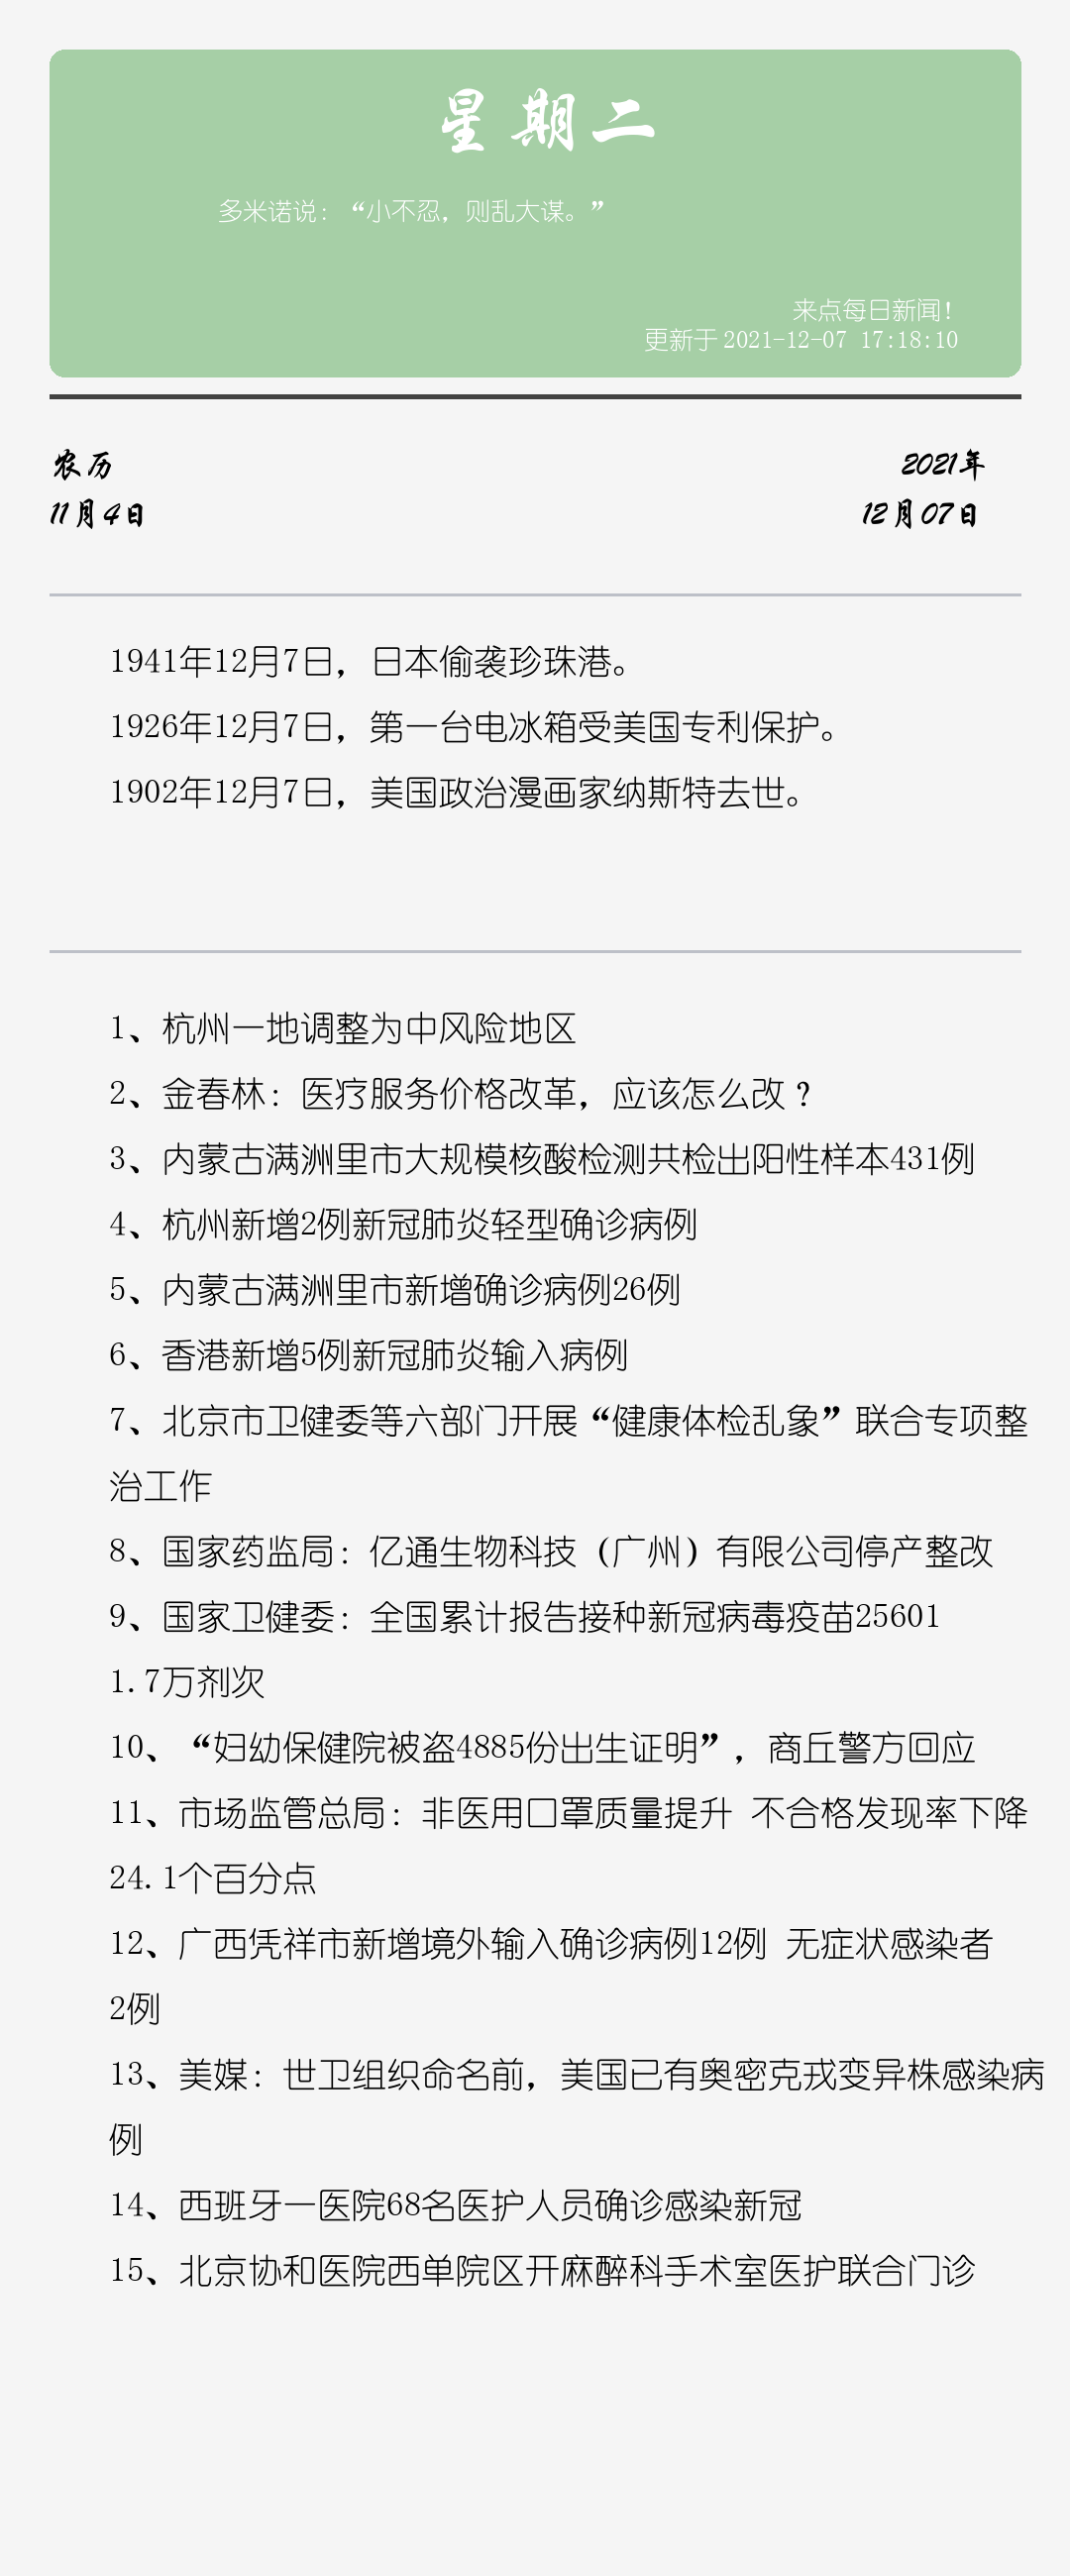 星期二
多米诺说：“小不忍，则乱大谋。”
来点每日新闻！
更新于 2021-12-07 17:18:10
农历
2021年
11月4日
12月07日
1941年12月7日，日本偷袭珍珠港。
1926年12月7日，第一台电冰箱受美国专利保护。
1902年12月7日，美国政治漫画家纳斯特去世。
1、杭州一地调整为中风险地区
2、金春林：医疗服务价格改革，应该怎么改？
3、内蒙古满洲里市大规模核酸检测共检出阳性样本431例
4、杭州新增2例新冠肺炎轻型确诊病例
5、内蒙古满洲里市新增确诊病例26例
6、香港新增5例新冠肺炎输入病例
7、北京市卫健委等六部门开展“健康体检乱象”联合专项整
治工作
8、国家药监局：亿通生物科技（广州）有限公司停产整改
9、国家卫健委：全国累计报告接种新冠病毒疫苗25601
1.7万剂次
10、“妇幼保健院被盗4885份出生证明”，商丘警方回应
11、市场监管总局：非医用口罩质量提升 不合格发现率下降
24.1个百分点
12、广西凭祥市新增境外输入确诊病例12例 无症状感染者
2例
13、美媒：世卫组织命名前，美国已有奥密克戎变异株感染病
例
14、西班牙一医院68名医护人员确诊感染新冠
15、北京协和医院西单院区开麻醉科手术室医护联合门诊